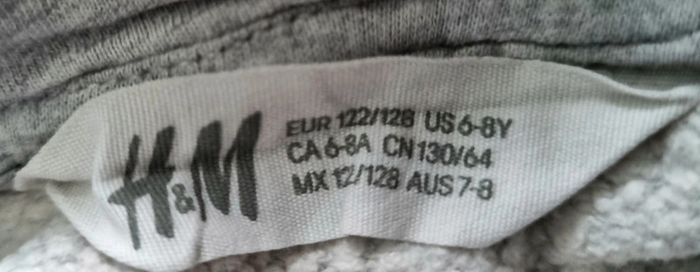 H&M
EUR 122/128 US 6-8Y
CA 6-8A CN 130/64
MX 12/128 AUS 7-8